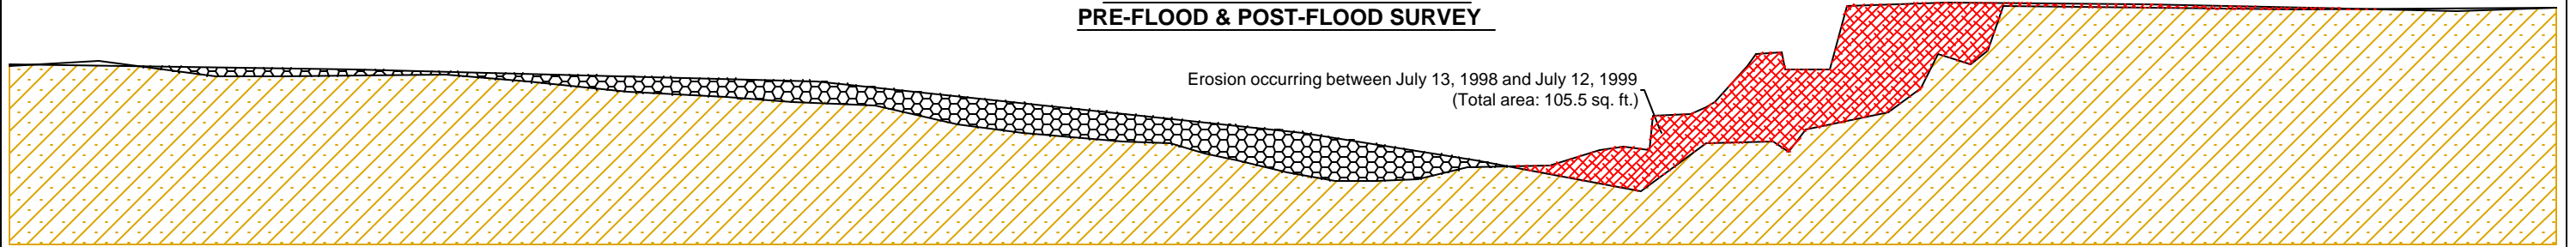 PRE-FLOOD & POST-FLOOD SURVEY
Erosion occurring between July 13, 1998 and July 12, 1999
(Total area: 105.5 sq. ft.)